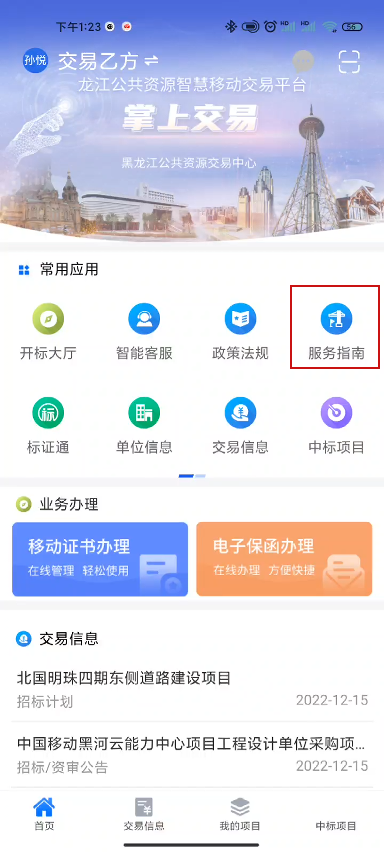 下午1:23
HD HD 56
孙悦 交易乙方
龙江公共资源智慧移动交易平台
掌上交易
黑龙江公共资源交易中心
常用应用
开标大厅 智能客服 政策法规 服务指南
标
标证通 单位信息 交易信息 中标项目
业务办理
移动证书办理 电子保函办理
在线管理 轻松使用 在线办理 方便快捷
交易信息
北国明珠四期东侧道路建设项目
招标计划 2022-12-15
中国移动黑河云能力中心项目工程设计单位采购项...
招标/资审公告 2022-12-15
首页 交易信息 我的项目 中标项目